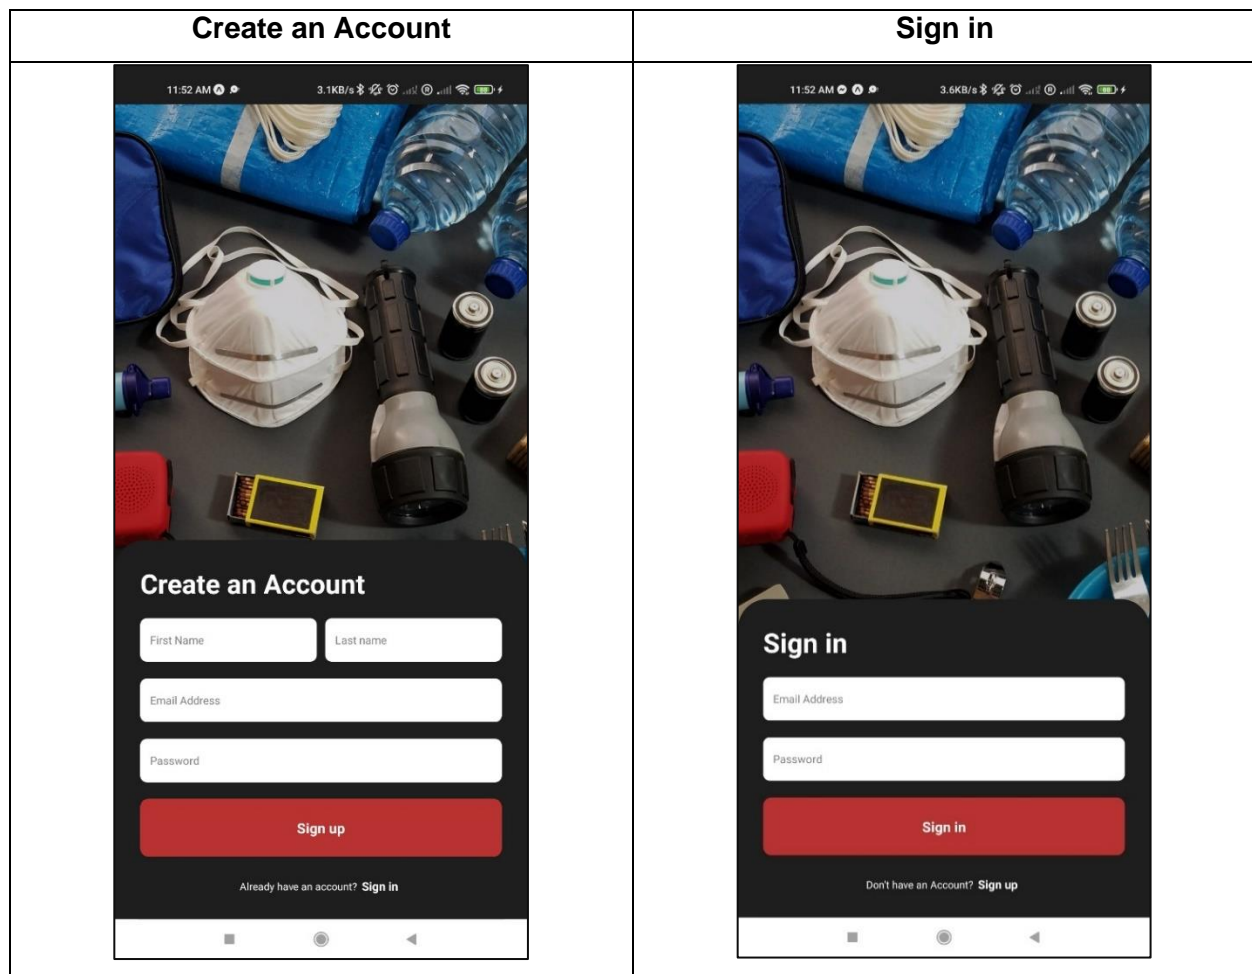 Create an Account
Sign in
11:52 AM 3.1KB/s
Create an Account
First Name Last name
Email Address
Password
Sign up
Already have an account? Sign in
11:52 AM 3.6KB/s
Sign in
Email Address
Password
Sign in
Don't have an Account? Sign up